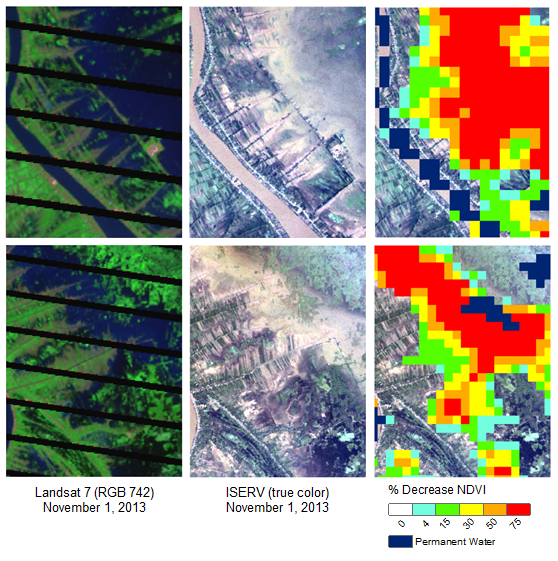 Landsat 7 (RGB 742)
November 1, 2013
ISERV (true color)
November 1, 2013
% Decrease NDVI
0 4 15 30 50 75
Permanent Water